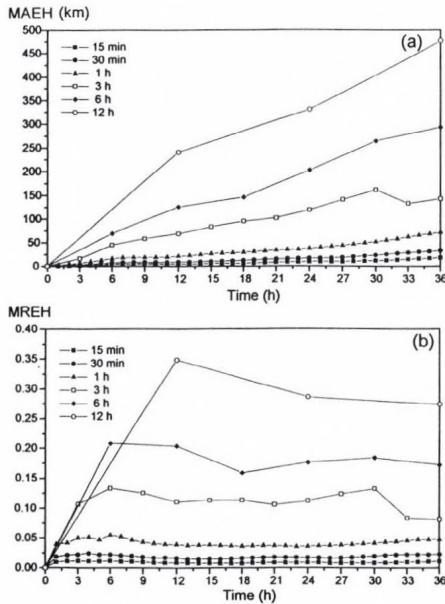 MAEH (km)
500
450
400
350
300
250
200
150
100
50
0
(a)
15 min
30 min
1 h
3 h
6 h
12 h
0 3 6 9 12 15 18 21 24 27 30 33 36
Time (h)
MREH
0.40
0.35
0.30
0.25
0.20
0.15
0.10
0.05
0.00
(b)
15 min
30 min
1 h
3 h
6 h
12 h
0 3 6 9 12 15 18 21 24 27 30 33 36
Time (h)